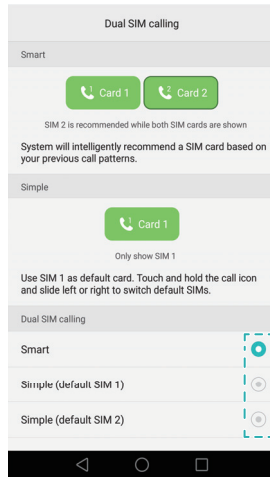 Dual SIM calling
Smart
1 Card 1 2 Card 2
SIM 2 is recommended while both SIM cards are shown
System will intelligently recommend a SIM card based on
your previous call patterns.
Simple
1 Card 1
Only show SIM 1
Use SIM 1 as default card. Touch and hold the call icon
and slide left or right to switch default SIMs.
Dual SIM calling
Smart
Simple (default SIM 1)
Simple (default SIM 2)